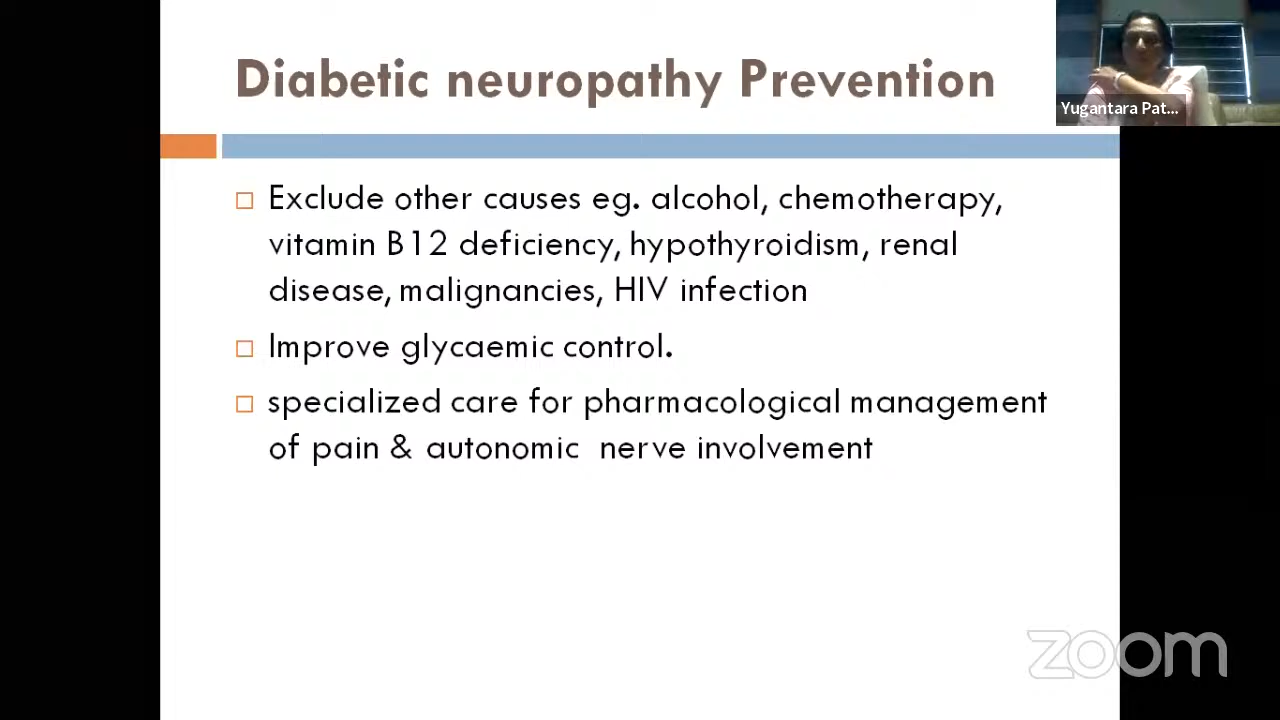 Diabetic neuropathy Prevention
Yugantara Pat...
Exclude other causes eg. alcohol, chemotherapy,
vitamin B12 deficiency, hypothyroidism, renal
disease, malignancies, HIV infection
Improve glycaemic control.
specialized care for pharmacological management
of pain & autonomic nerve involvement
zoom